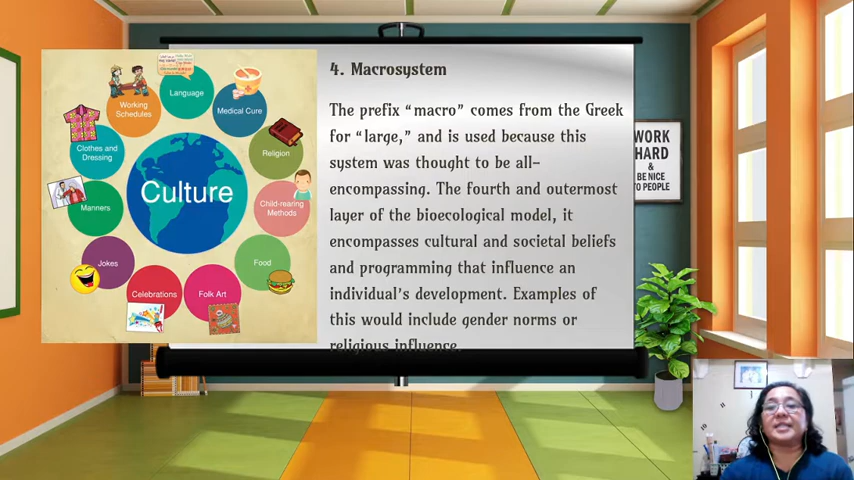 Language
Working
Schedules
Medical Cure
Clothes and
Dressing
Religion
Culture
Manners
Child-rearing
Methods
Jokes
Food
Celebrations
Folk Art
4. Macrosystem
The prefix “macro” comes from the Greek
for “large,” and is used because this
system was thought to be all-
encompassing. The fourth and outermost
layer of the bioecological model, it
encompasses cultural and societal beliefs
and programming that influence an
individual's development. Examples of
this would include gender norms or
religious influence.
WORK
HARD
&
BE NICE
TO PEOPLE